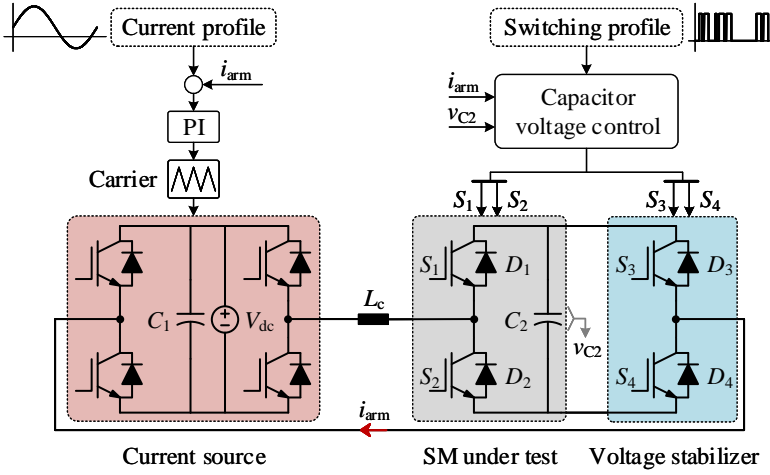 Current profile
Switching profile
i_arm
i_arm
v_C2
Capacitor
voltage control
PI
Carrier
S_1 S_2 S_3 S_4
S_1 D_1 S_3 D_3
C_1 V_dc L_c C_2
v_C2
S_2 D_2 S_4 D_4
i_arm
Current source SM under test Voltage stabilizer